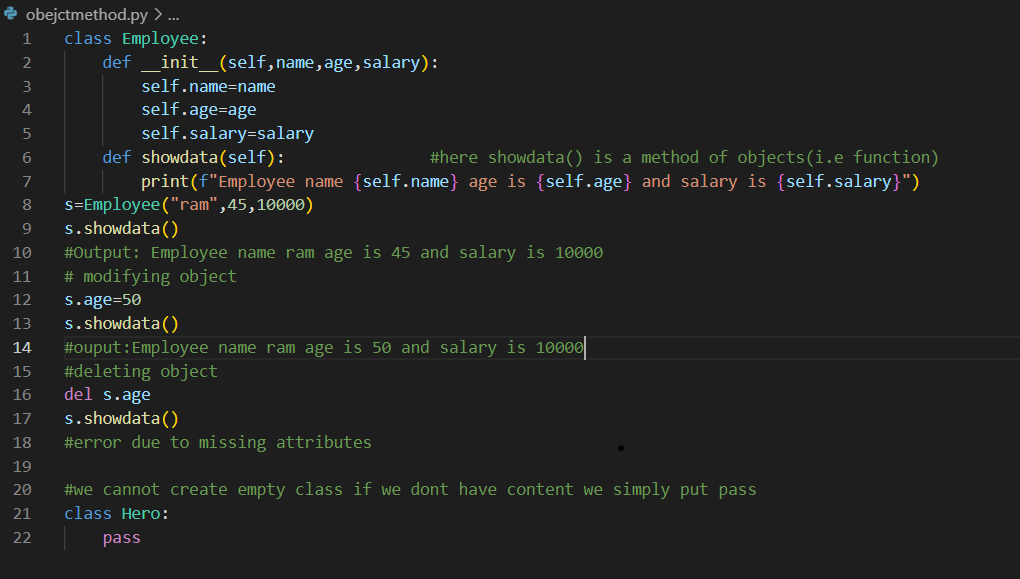 obejctmethod.py > ...
1 class Employee:
2     def __init__(self,name,age,salary):
3         self.name=name
4         self.age=age
5         self.salary=salary
6     def showdata(self):               #here showdata() is a method of objects(i.e function)
7         print(f"Employee name {self.name} age is {self.age} and salary is {self.salary}")
8 s=Employee("ram",45,10000)
9 s.showdata()
10 #Output: Employee name ram age is 45 and salary is 10000
11 # modifying object
12 s.age=50
13 s.showdata()
14 #ouput:Employee name ram age is 50 and salary is 10000
15 #deleting object
16 del s.age
17 s.showdata()
18 #error due to missing attributes
19
20 #we cannot create empty class if we dont have content we simply put pass
21 class Hero:
22     pass